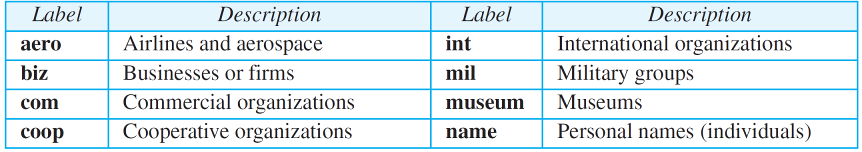 Label Description Label Description
aero Airlines and aerospace int International organizations
biz Businesses or firms mil Military groups
com Commercial organizations museum Museums
coop Cooperative organizations name Personal names (individuals)